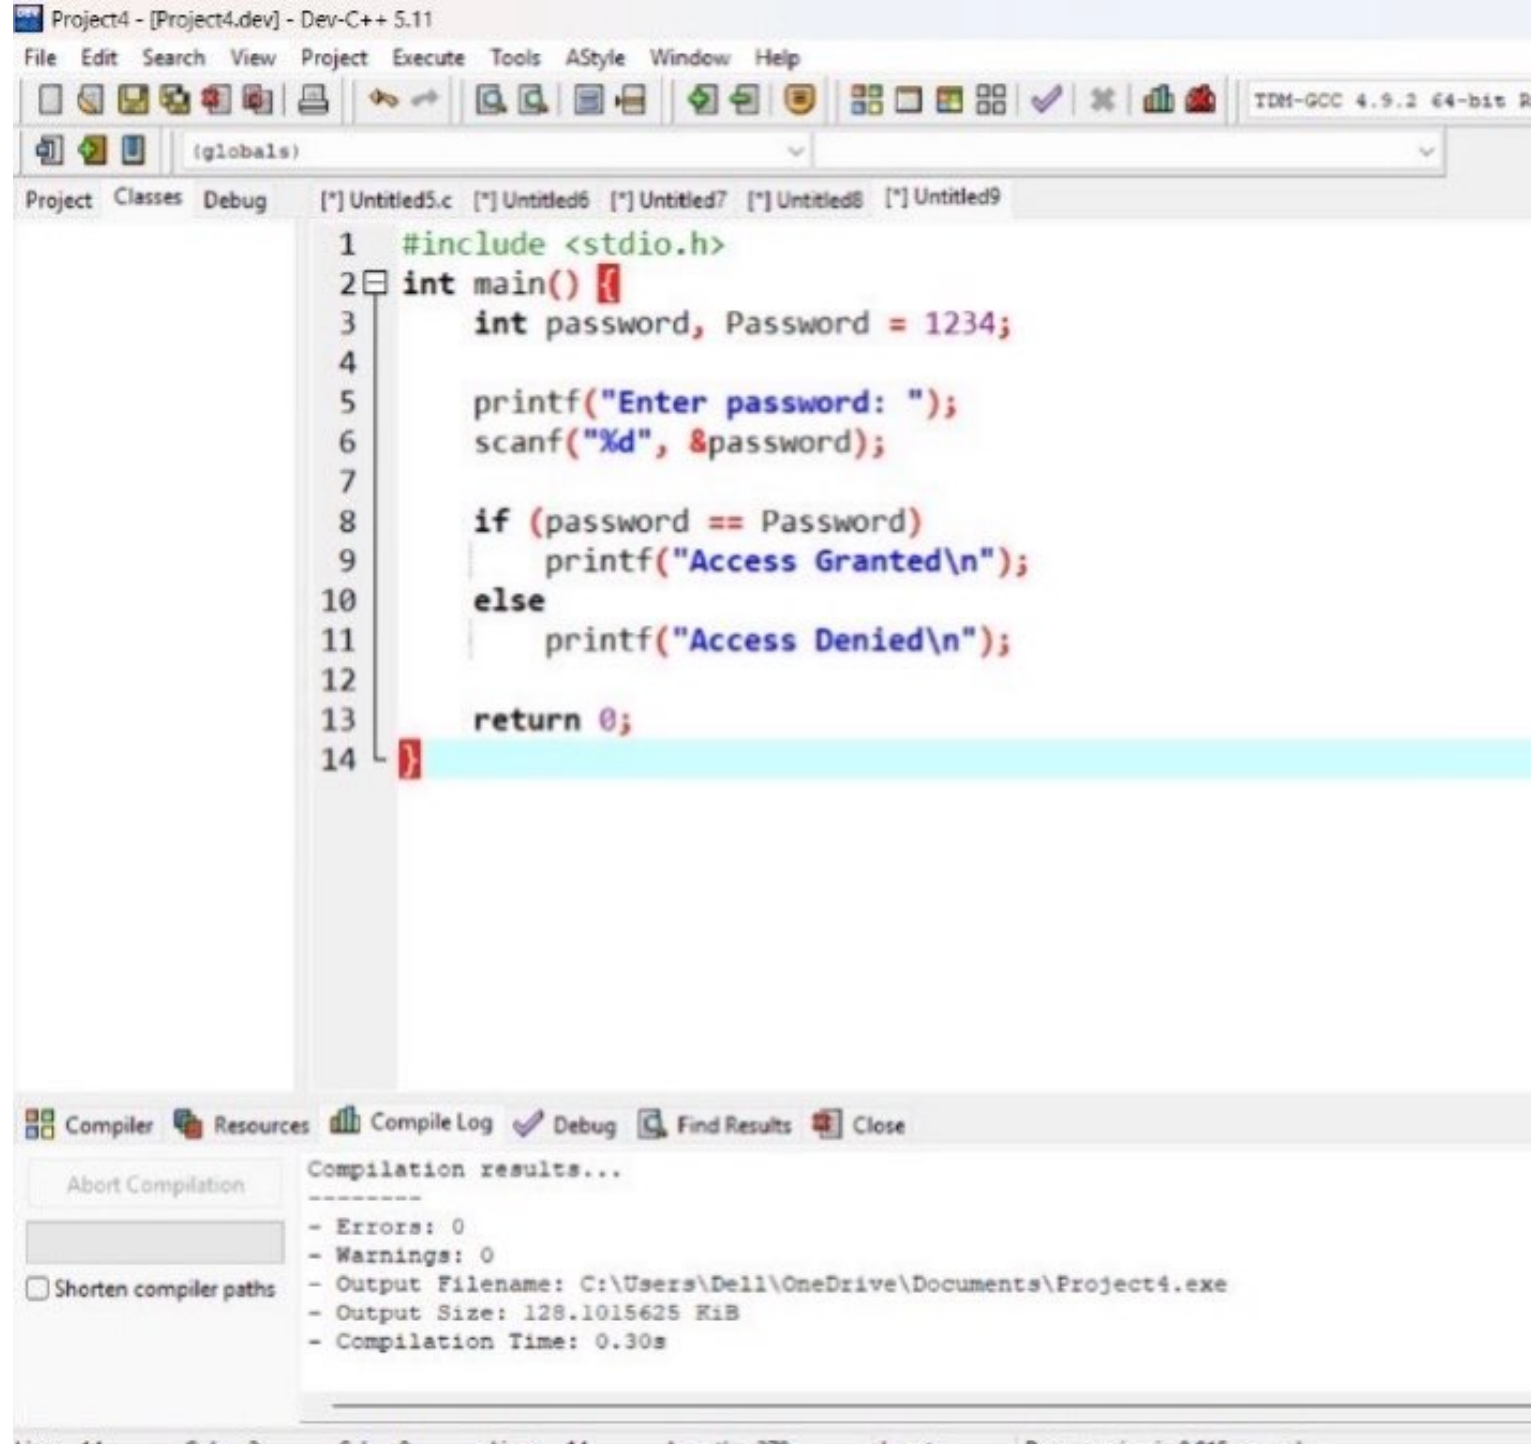 Project4 - [Project4.dev] - Dev-C++ 5.11
File Edit Search View Project Execute Tools AStyle Window Help
TDM-GCC 4.9.2 64-bit R
(globals)
Project Classes Debug [*] Untitled5.c [*] Untitled6 [*] Untitled7 [*] Untitled8 [*] Untitled9
1 #include <stdio.h>
2 int main() {
3 int password, Password = 1234;
4
5 printf("Enter password: ");
6 scanf("%d", &password);
7
8 if (password == Password)
9 printf("Access Granted\n");
10 else
11 printf("Access Denied\n");
12
13 return 0;
14 }
Compiler Resources Compile Log Debug Find Results Close
Abort Compilation
Shorten compiler paths
Compilation results...
--------
- Errors: 0
- Warnings: 0
- Output Filename: C:\Users\Dell\OneDrive\Documents\Project4.exe
- Output Size: 128.1015625 KiB
- Compilation Time: 0.30s